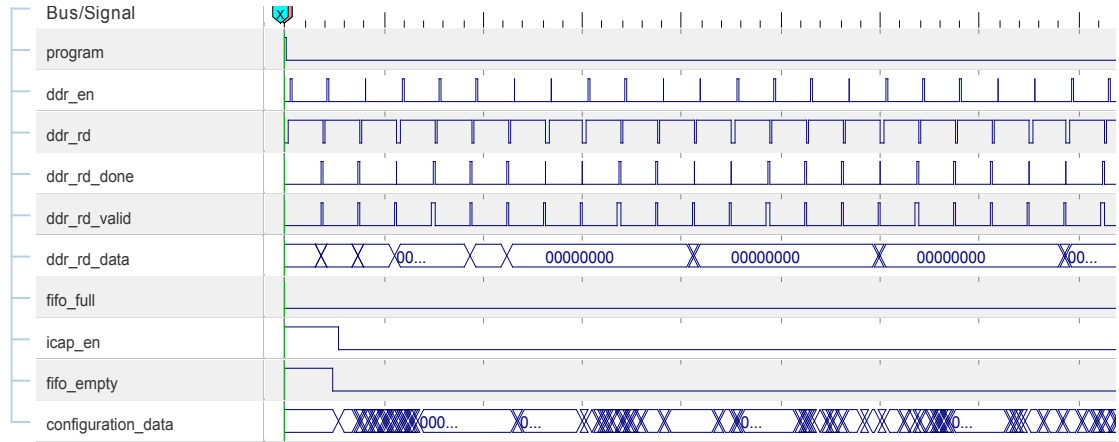 Bus/Signal
X
program
ddr_en
ddr_rd
ddr_rd_done
ddr_rd_valid
ddr_rd_data 00... 00000000 00000000 00000000 00...
fifo_full
icap_en
fifo_empty
configuration_data 000... 0... 0... 0...